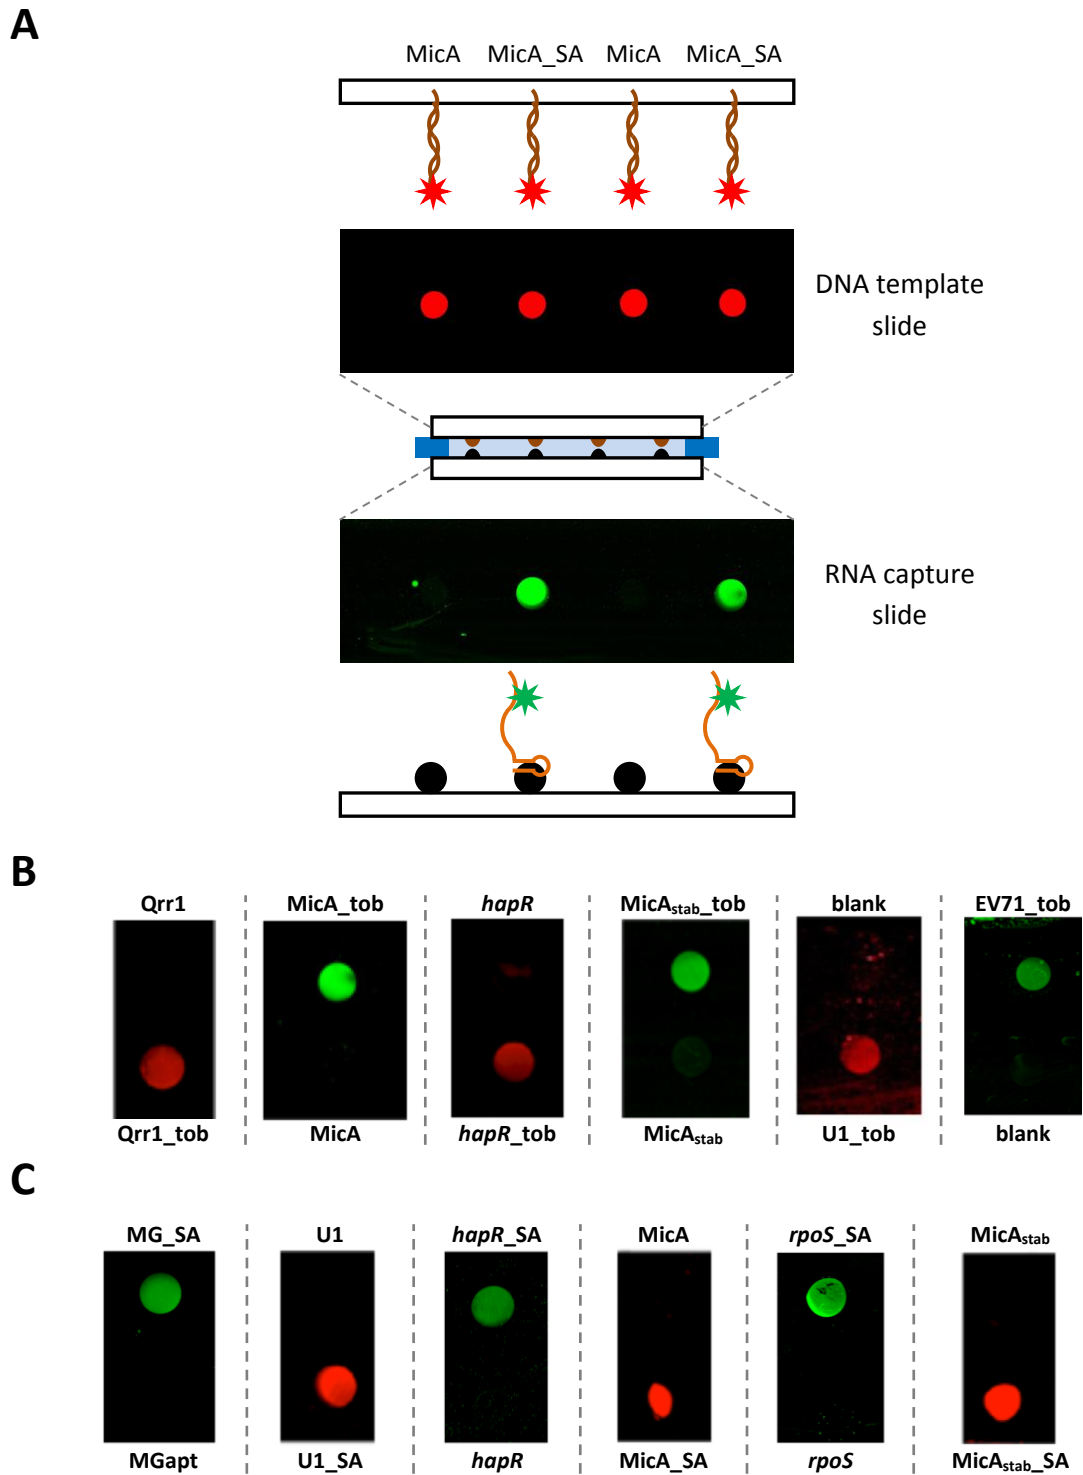 A
MicA MicA_SA MicA MicA_SA
DNA template
slide
RNA capture
slide
B
Qrr1 MicA_tob hapR MicAstab_tob blank EV71_tob
Qrr1_tob MicA hapR_tob MicAstab U1_tob blank
C
MG_SA U1 hapR_SA MicA rpoS_SA MicAstab
MGapt U1_SA hapR MicA_SA rpoS MicAstab_SA